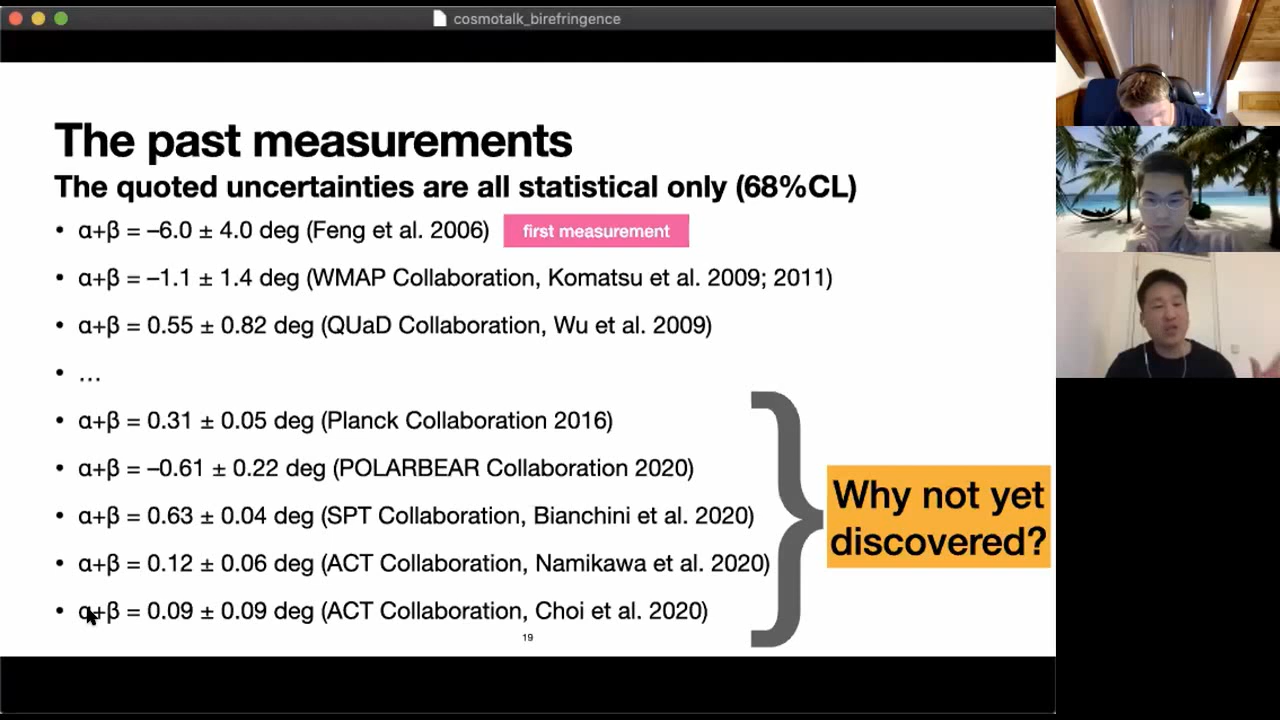 cosmotalk_birefringence
The past measurements
The quoted uncertainties are all statistical only (68%CL)
• α+β = –6.0 ± 4.0 deg (Feng et al. 2006)
first measurement
• α+β = –1.1 ± 1.4 deg (WMAP Collaboration, Komatsu et al. 2009; 2011)
• α+β = 0.55 ± 0.82 deg (QUaD Collaboration, Wu et al. 2009)
• …
• α+β = 0.31 ± 0.05 deg (Planck Collaboration 2016)
• α+β = –0.61 ± 0.22 deg (POLARBEAR Collaboration 2020)
• α+β = 0.63 ± 0.04 deg (SPT Collaboration, Bianchini et al. 2020)
• α+β = 0.12 ± 0.06 deg (ACT Collaboration, Namikawa et al. 2020)
• α+β = 0.09 ± 0.09 deg (ACT Collaboration, Choi et al. 2020)
Why not yet
discovered?
19